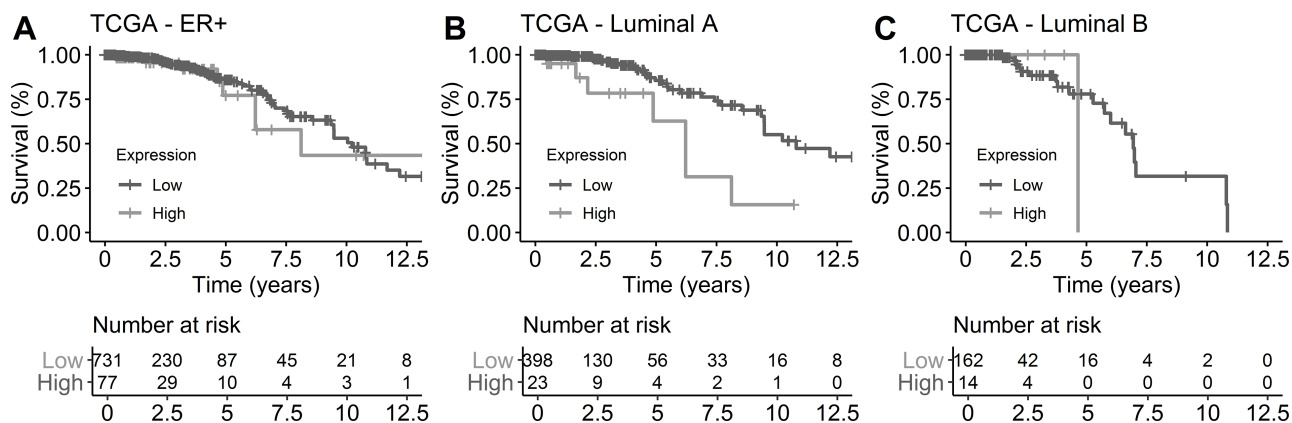 A TCGA - ER+
Survival (%)
1.00
0.75
0.50
0.25
0.00
Expression
Low
High
0 2.5 5 7.5 10 12.5
Time (years)
Number at risk
Low 731 230 87 45 21 8
High 77 29 10 4 3 1
0 2.5 5 7.5 10 12.5
B TCGA - Luminal A
Survival (%)
1.00
0.75
0.50
0.25
0.00
Expression
Low
High
0 2.5 5 7.5 10 12.5
Time (years)
Number at risk
Low 398 130 56 33 16 8
High 23 9 4 2 1 0
0 2.5 5 7.5 10 12.5
C TCGA - Luminal B
Survival (%)
1.00
0.75
0.50
0.25
0.00
Expression
Low
High
0 2.5 5 7.5 10 12.5
Time (years)
Number at risk
Low 162 42 16 4 2 0
High 14 4 0 0 0 0
0 2.5 5 7.5 10 12.5